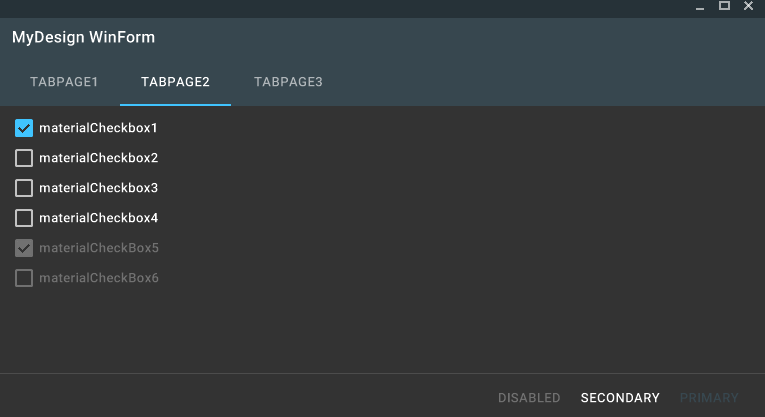 MyDesign WinForm
TABPAGE1 TABPAGE2 TABPAGE3
materialCheckbox1
materialCheckbox2
materialCheckbox3
materialCheckbox4
materialCheckBox5
materialCheckBox6
DISABLED SECONDARY PRIMARY